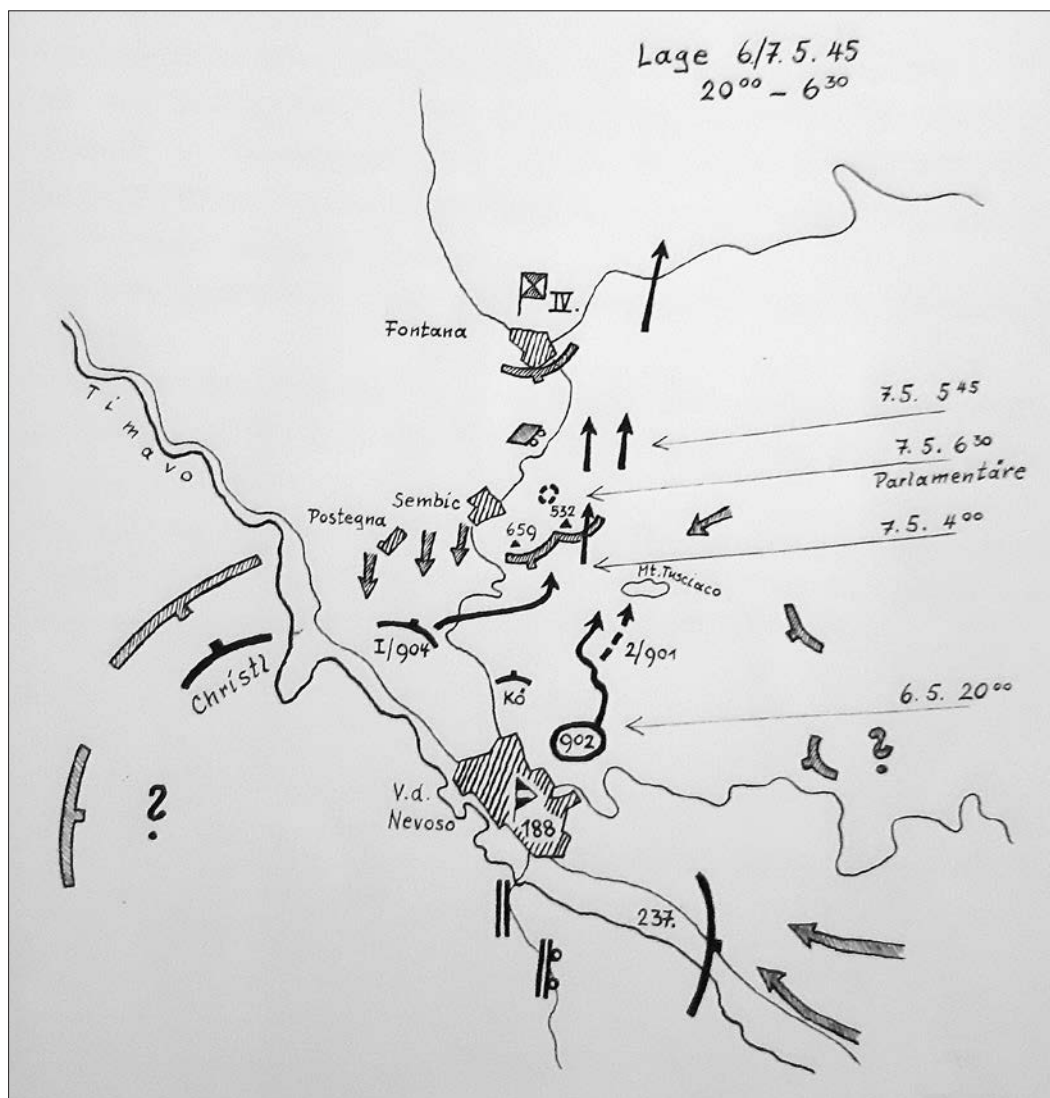 Lage 6./7. 5. 45
20⁰⁰ – 6³⁰
IV.
Fontana
Timavo
7. 5. 5⁴⁵
7. 5. 6³⁰
Parlamentäre
Sembic
532
Postegna
659
7. 5. 4⁰⁰
Mt. Tusciaco
I/904
2/901
Christl
Kö
6. 5. 20⁰⁰
902
?
V. d.
Nevoso
188
?
237.